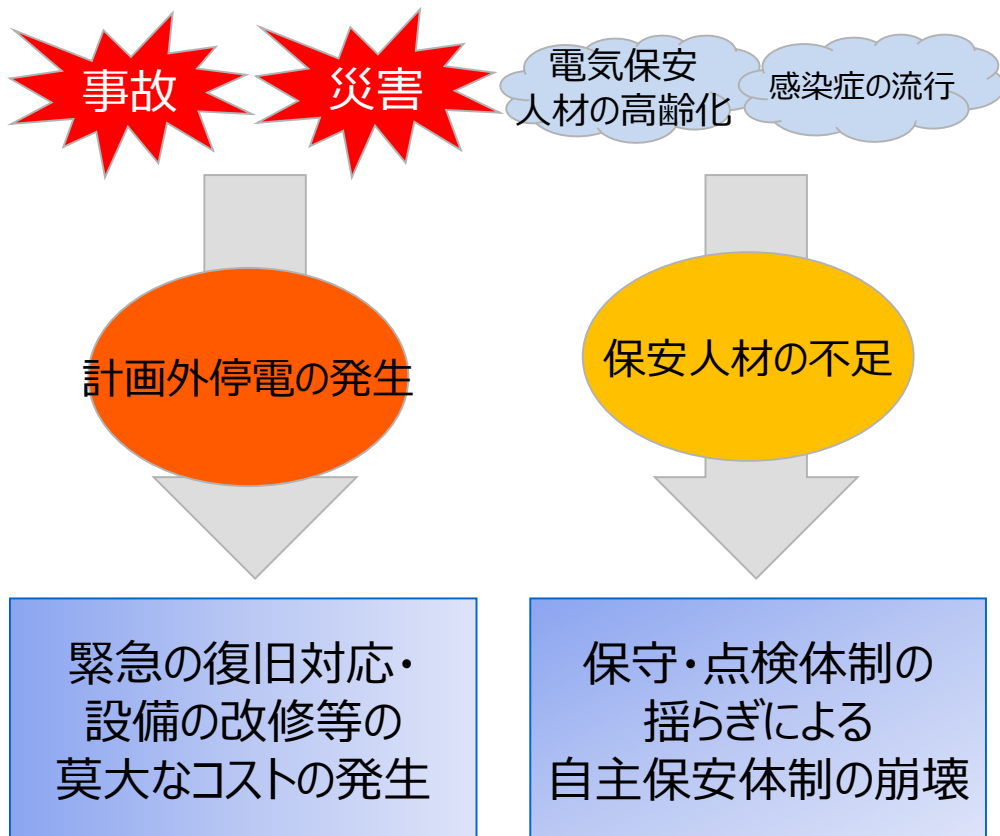 事故
災害
電気保安
人材の高齢化
感染症の流行
計画外停電の発生
保安人材の不足
緊急の復旧対応・
設備の改修等の
莫大なコストの発生
保守・点検体制の
揺らぎによる
自主保安体制の崩壊